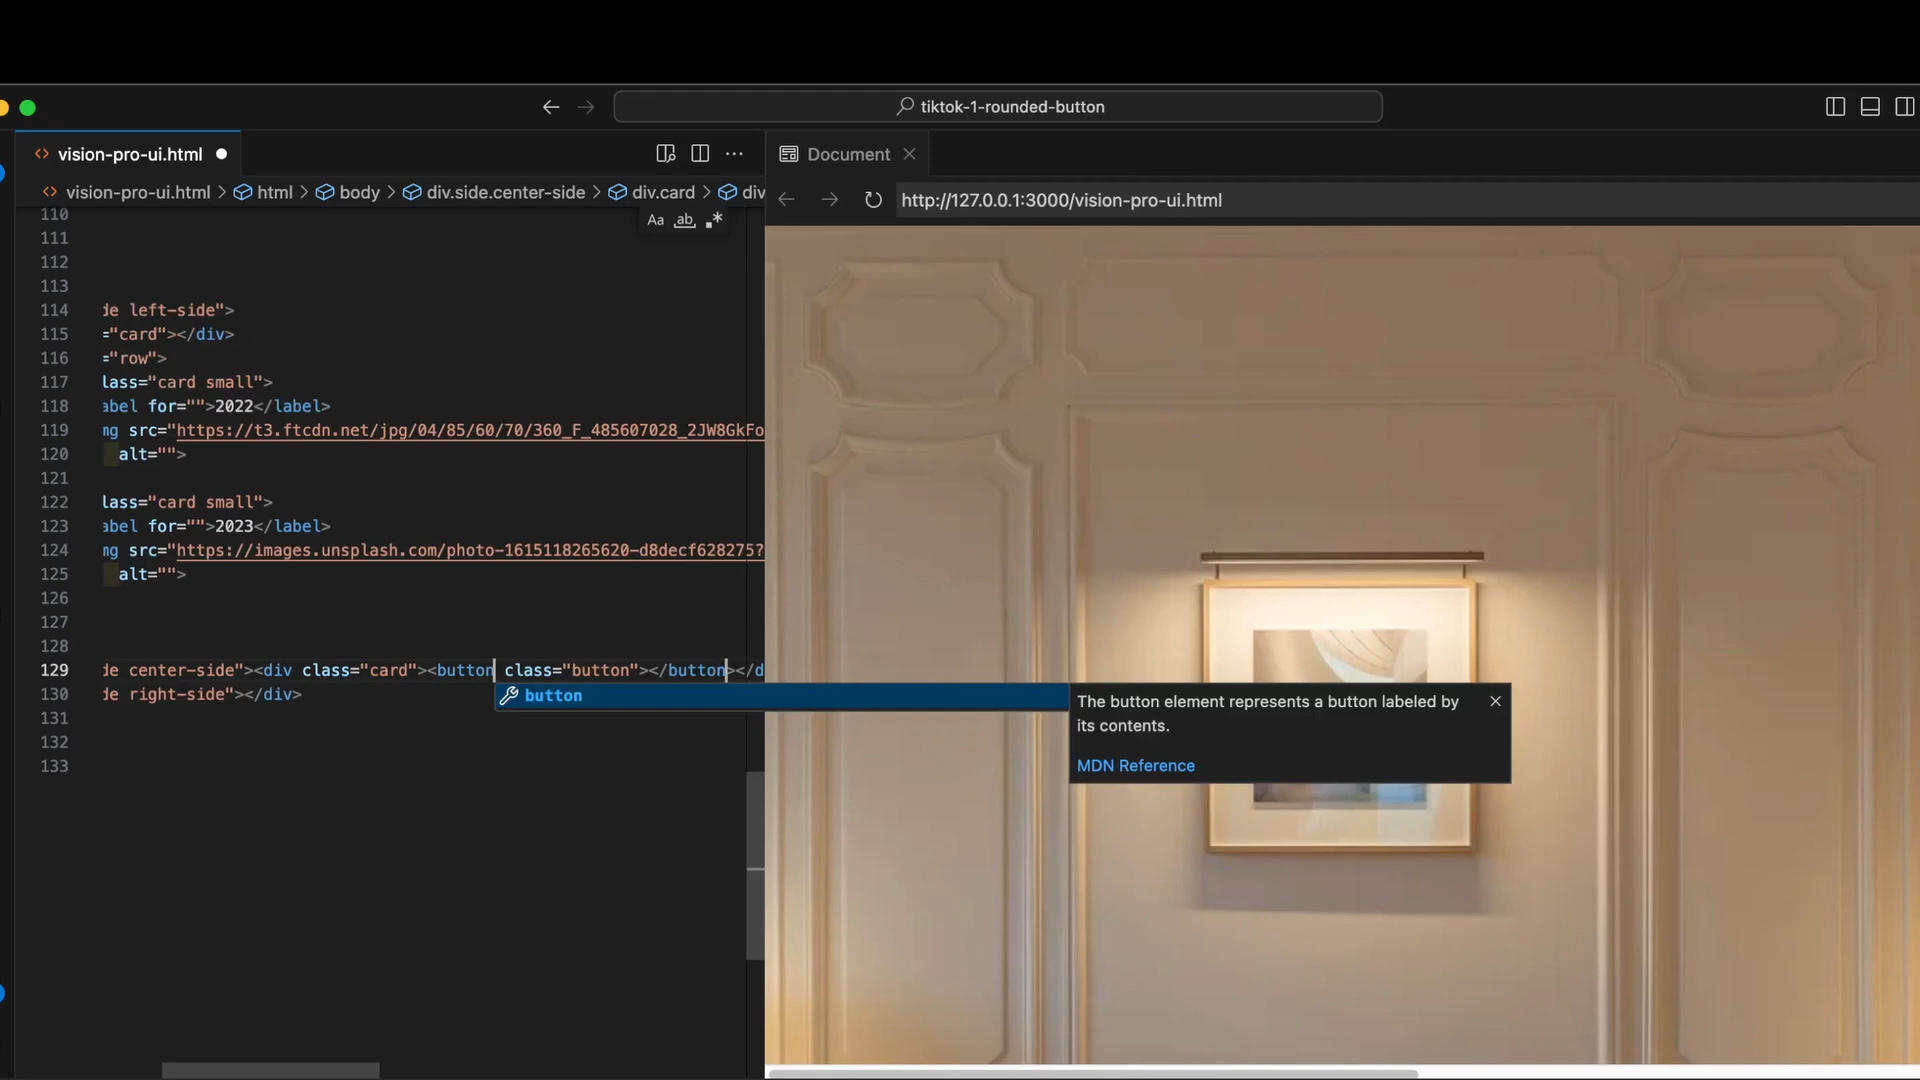 tiktok-1-rounded-button
vision-pro-ui.html
Document
vision-pro-ui.html > html > body > div.side.center-side > div.card > div
http://127.0.0.1:3000/vision-pro-ui.html
Aa ab .*
110
111
112
113
114 de left-side">
115 ="card"></div>
116 ="row">
117 lass="card small">
118 abel for="">2022</label>
119 ng src="https://t3.ftcdn.net/jpg/04/85/60/70/360_F_485607028_2JW8GkFo
120 alt="">
121
122 lass="card small">
123 abel for="">2023</label>
124 ng src="https://images.unsplash.com/photo-1615118265620-d8decf628275?
125 alt="">
126
127
128
129 de center-side"><div class="card"><button class="button"></button></d
130 de right-side"></div>
131
132
133
button
The button element represents a button labeled by
its contents.
MDN Reference